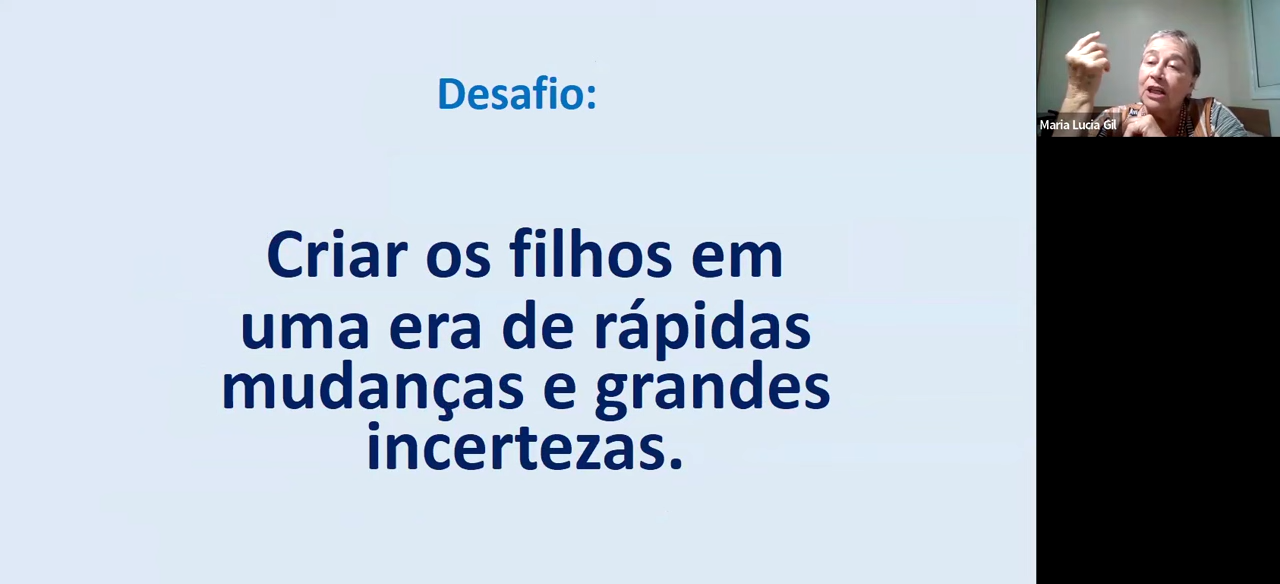 Desafio:
Criar os filhos em
uma era de rápidas
mudanças e grandes
incertezas.
Maria Lucia Gil